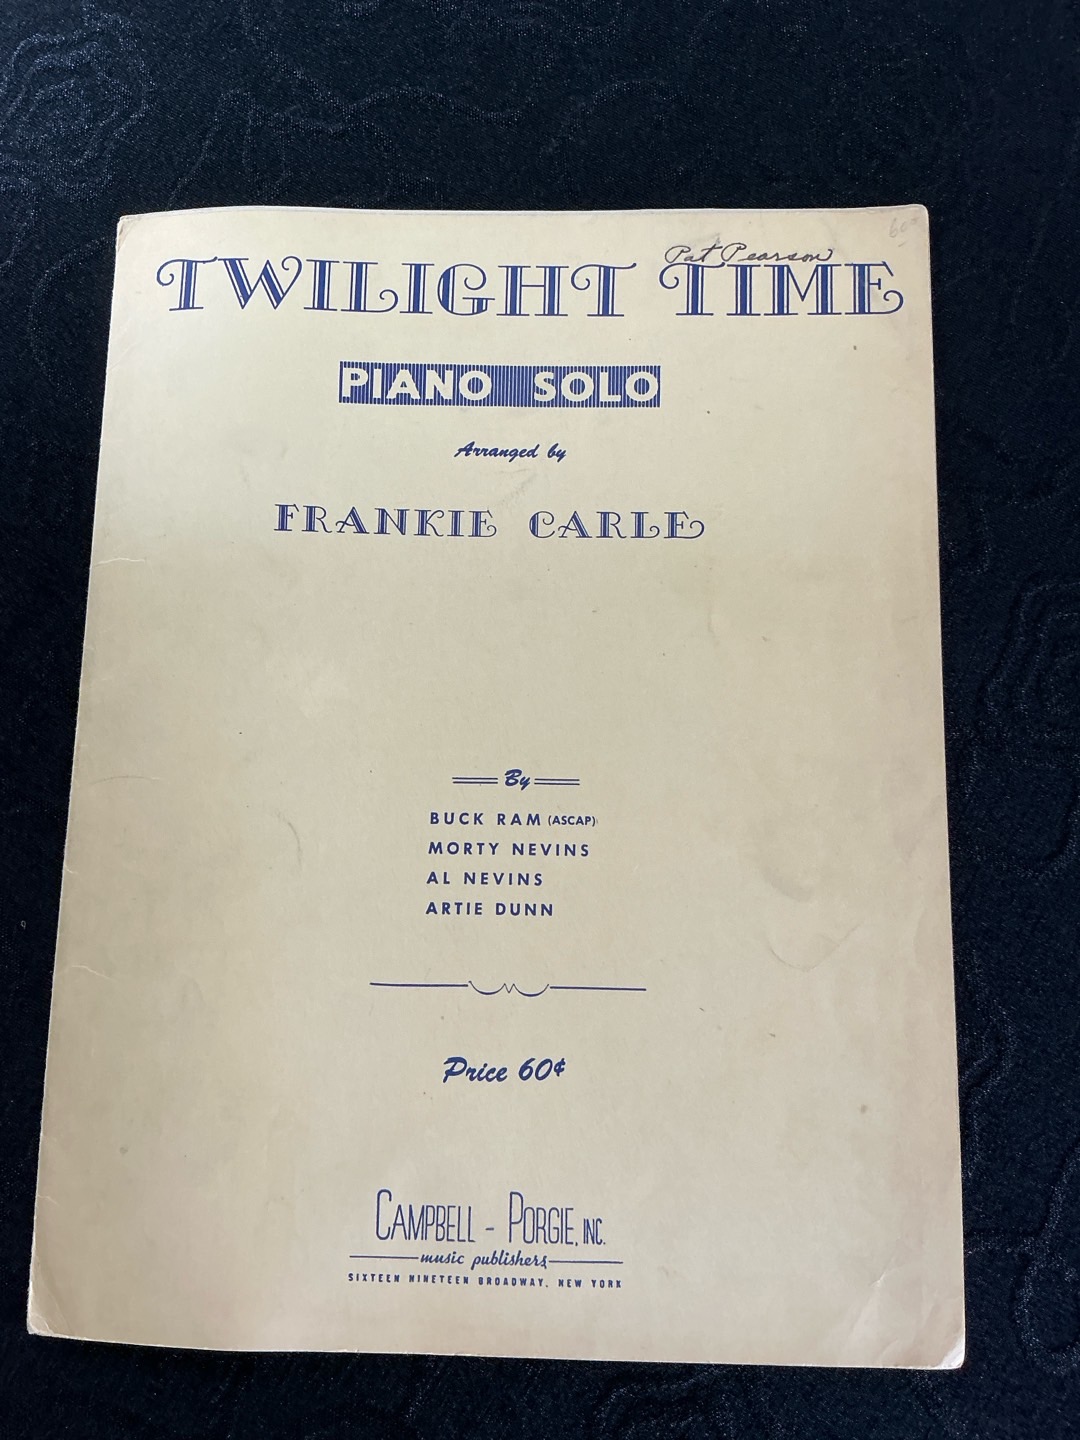 60¢
Pat Pearson
TWILIGHT TIME
PIANO SOLO
Arranged by
FRANKIE CARLE
By
BUCK RAM (ASCAP)
MORTY NEVINS
AL NEVINS
ARTIE DUNN
Price 60¢
CAMPBELL - PORGIE, INC.
music publishers
SIXTEEN NINETEEN BROADWAY, NEW YORK